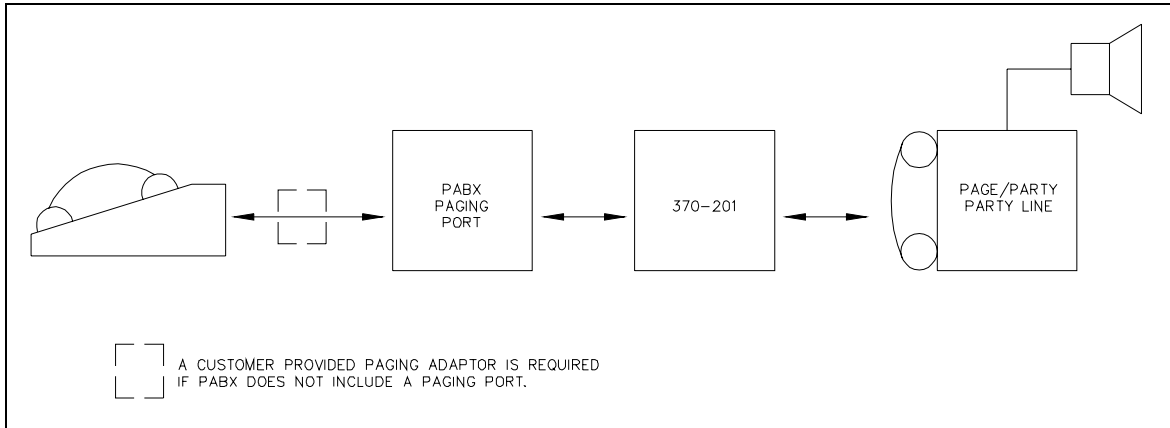 PABX
PAGING
PORT
370-201
PAGE/PARTY
PARTY LINE
A CUSTOMER PROVIDED PAGING ADAPTOR IS REQUIRED
IF PABX DOES NOT INCLUDE A PAGING PORT.